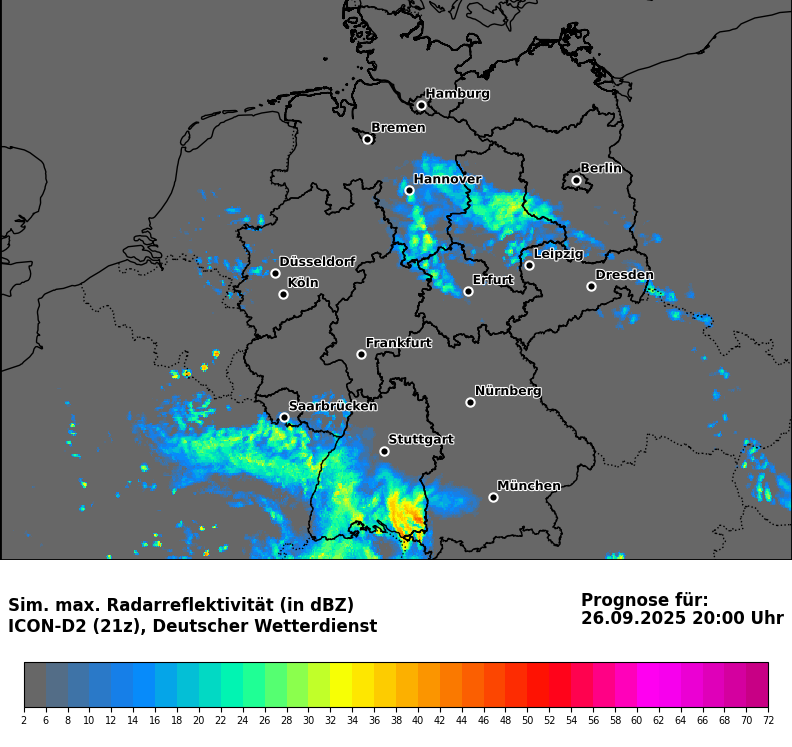 Hamburg
Bremen
Berlin
Hannover
Leipzig
Düsseldorf
Dresden
Köln
Erfurt
Frankfurt
Nürnberg
Saarbrücken
Stuttgart
München
Sim. max. Radarreflektivität (in dBZ)
ICON-D2 (21z), Deutscher Wetterdienst
Prognose für:
26.09.2025 20:00 Uhr
2 6 8 10 12 14 16 18 20 22 24 26 28 30 32 34 36 38 40 42 44 46 48 50 52 54 56 58 60 62 64 66 68 70 72